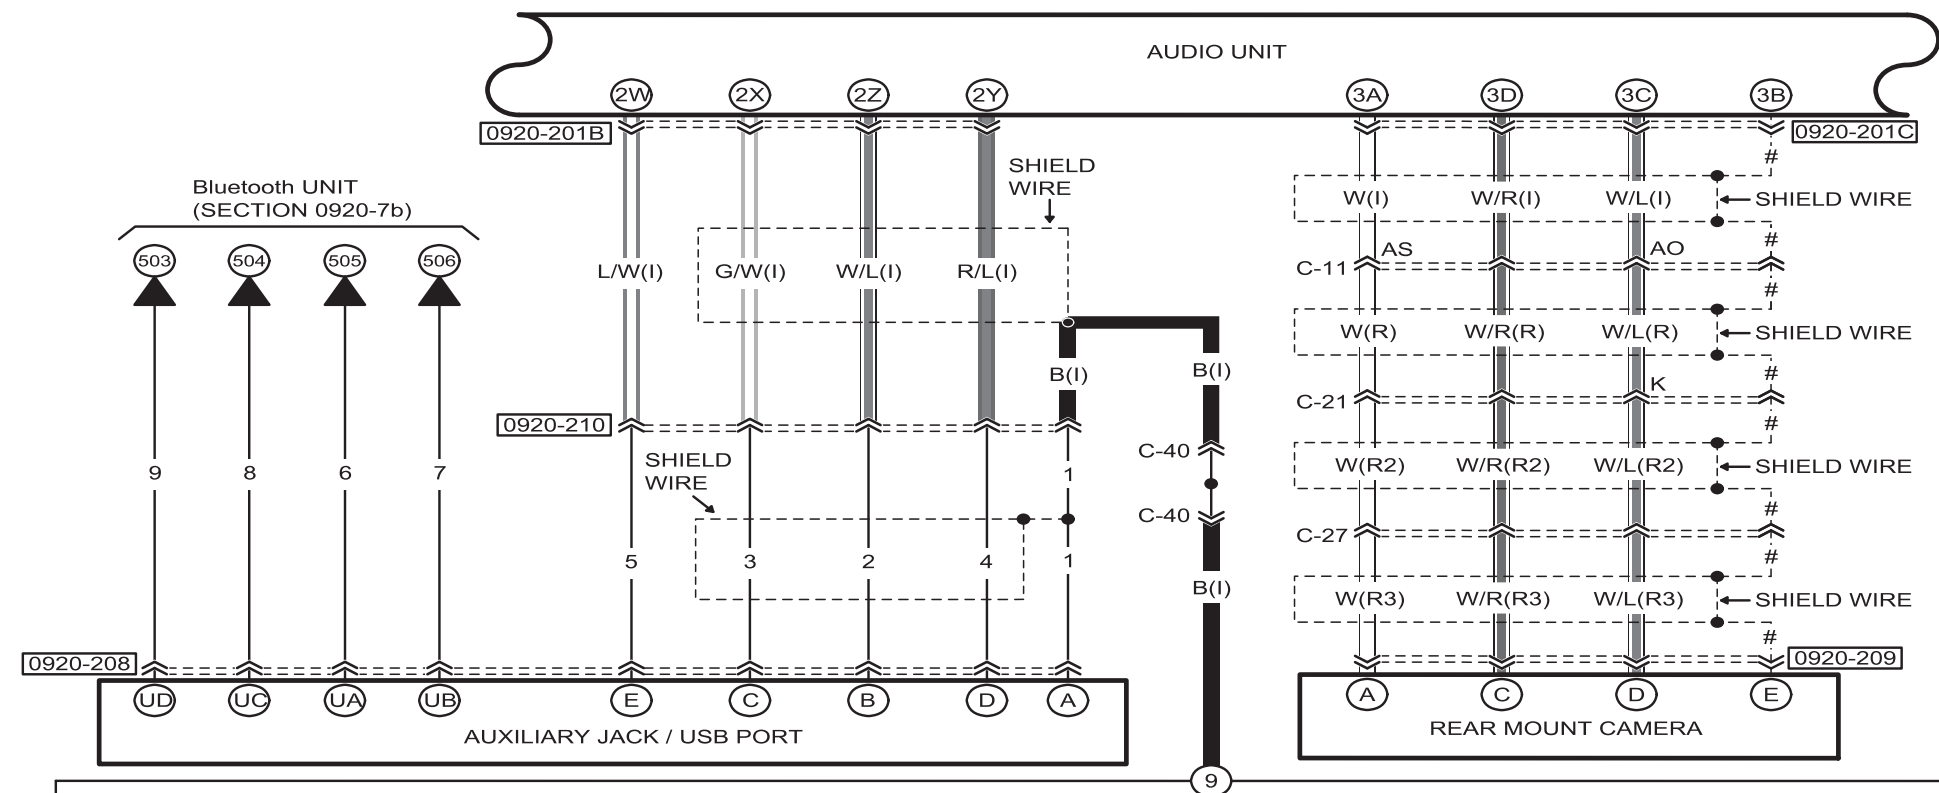 AUDIO UNIT
2W 2X 2Z 2Y 3A 3D 3C 3B
0920-201B
0920-201C
SHIELD
WIRE
#
Bluetooth UNIT
(SECTION 0920-7b)
W(I) W/R(I) W/L(I) SHIELD WIRE
#
AS AO
503 504 505 506
C-11
L/W(I) G/W(I) W/L(I) R/L(I)
#
W(R) W/R(R) W/L(R) SHIELD WIRE
B(I) B(I)
#
K
C-21
0920-210
#
C-40
SHIELD
WIRE
W(R2) W/R(R2) W/L(R2) SHIELD WIRE
9 8 6 7 1
#
C-40
C-27
#
5 3 2 4 1
B(I)
W(R3) W/R(R3) W/L(R3) SHIELD WIRE
#
0920-208
0920-209
UD UC UA UB E C B D A
A C D E
AUXILIARY JACK / USB PORT
REAR MOUNT CAMERA
9